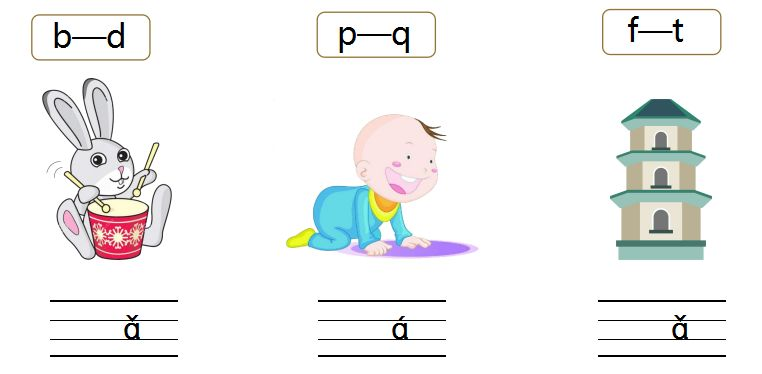 b—d
p—q
f—t
ǎ
á
ǎ